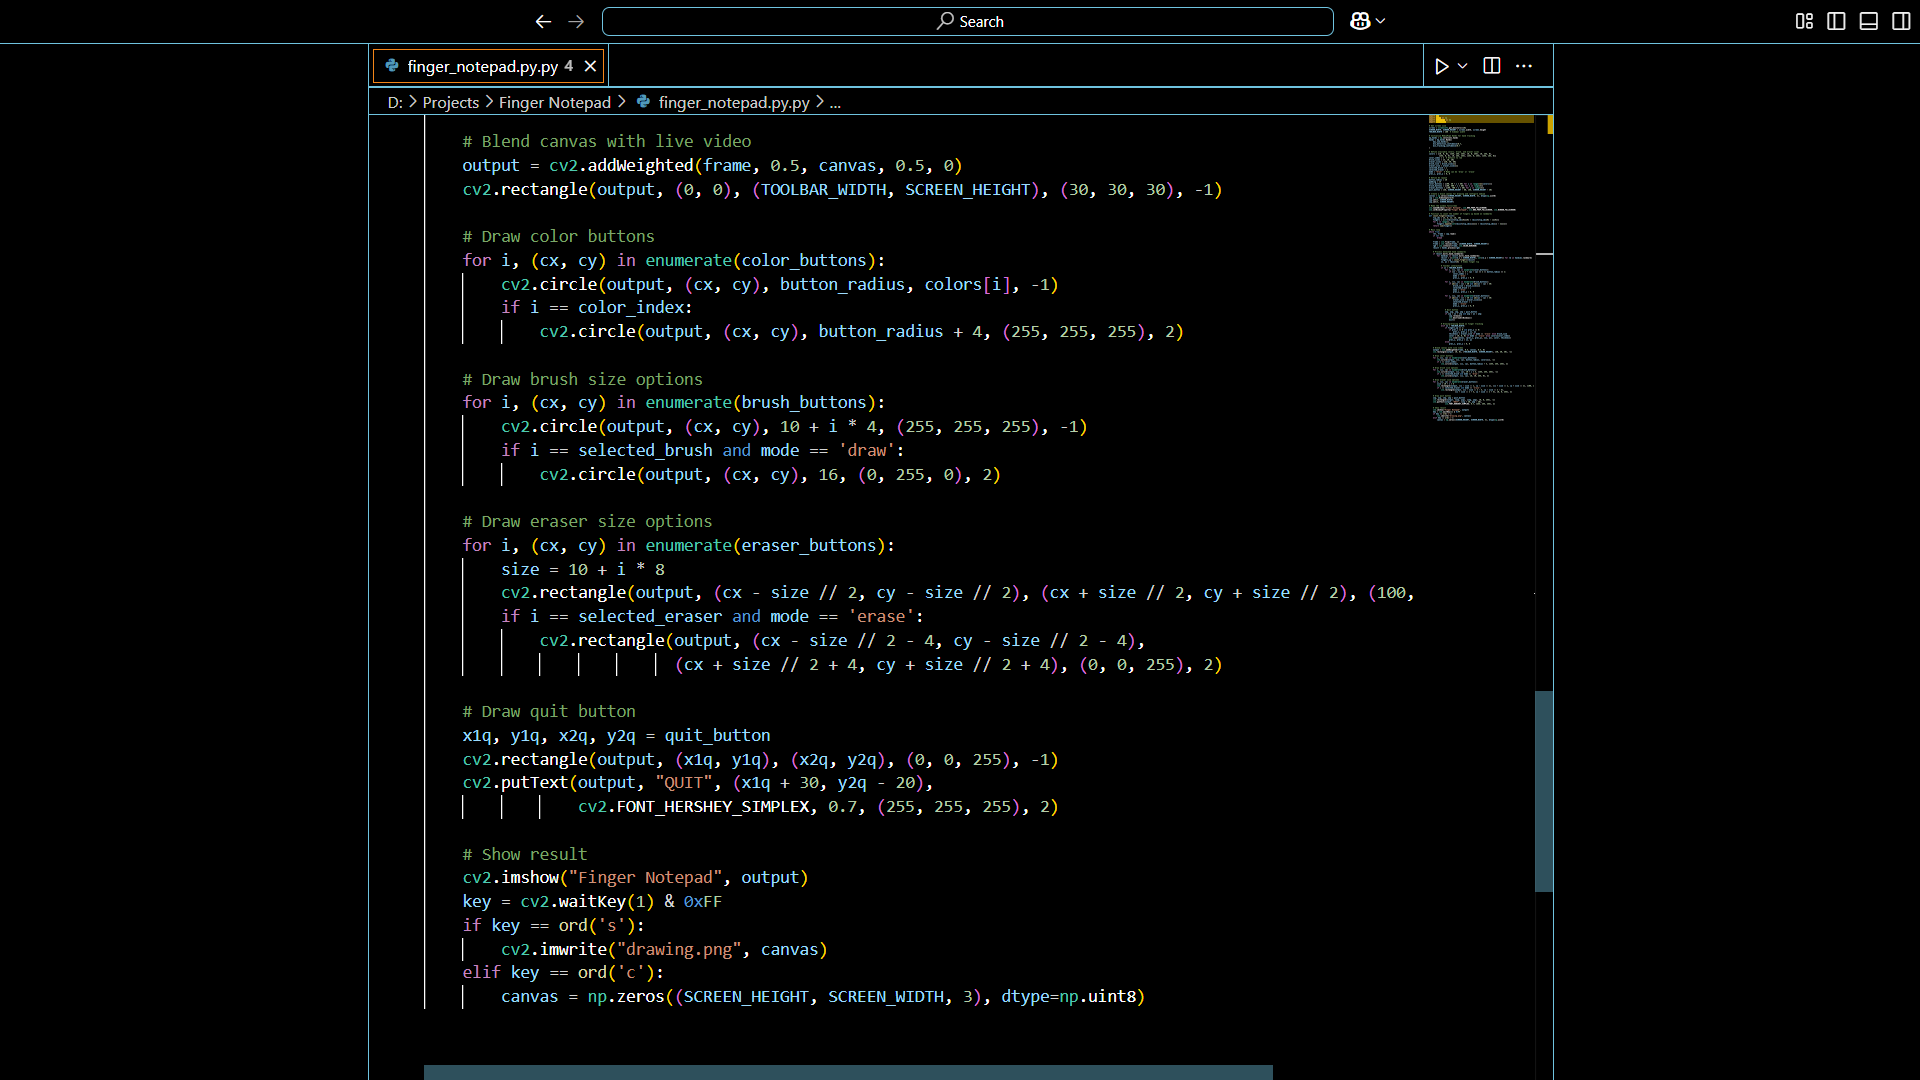 Search
finger_notepad.py.py 4
D: > Projects > Finger Notepad > finger_notepad.py.py > ...
# Blend canvas with live video
output = cv2.addWeighted(frame, 0.5, canvas, 0.5, 0)
cv2.rectangle(output, (0, 0), (TOOLBAR_WIDTH, SCREEN_HEIGHT), (30, 30, 30), -1)
# Draw color buttons
for i, (cx, cy) in enumerate(color_buttons):
cv2.circle(output, (cx, cy), button_radius, colors[i], -1)
if i == color_index:
cv2.circle(output, (cx, cy), button_radius + 4, (255, 255, 255), 2)
# Draw brush size options
for i, (cx, cy) in enumerate(brush_buttons):
cv2.circle(output, (cx, cy), 10 + i * 4, (255, 255, 255), -1)
if i == selected_brush and mode == 'draw':
cv2.circle(output, (cx, cy), 16, (0, 255, 0), 2)
# Draw eraser size options
for i, (cx, cy) in enumerate(eraser_buttons):
size = 10 + i * 8
cv2.rectangle(output, (cx - size // 2, cy - size // 2), (cx + size // 2, cy + size // 2), (100,
if i == selected_eraser and mode == 'erase':
cv2.rectangle(output, (cx - size // 2 - 4, cy - size // 2 - 4),
(cx + size // 2 + 4, cy + size // 2 + 4), (0, 0, 255), 2)
# Draw quit button
x1q, y1q, x2q, y2q = quit_button
cv2.rectangle(output, (x1q, y1q), (x2q, y2q), (0, 0, 255), -1)
cv2.putText(output, "QUIT", (x1q + 30, y2q - 20),
cv2.FONT_HERSHEY_SIMPLEX, 0.7, (255, 255, 255), 2)
# Show result
cv2.imshow("Finger Notepad", output)
key = cv2.waitKey(1) & 0xFF
if key == ord('s'):
cv2.imwrite("drawing.png", canvas)
elif key == ord('c'):
canvas = np.zeros((SCREEN_HEIGHT, SCREEN_WIDTH, 3), dtype=np.uint8)